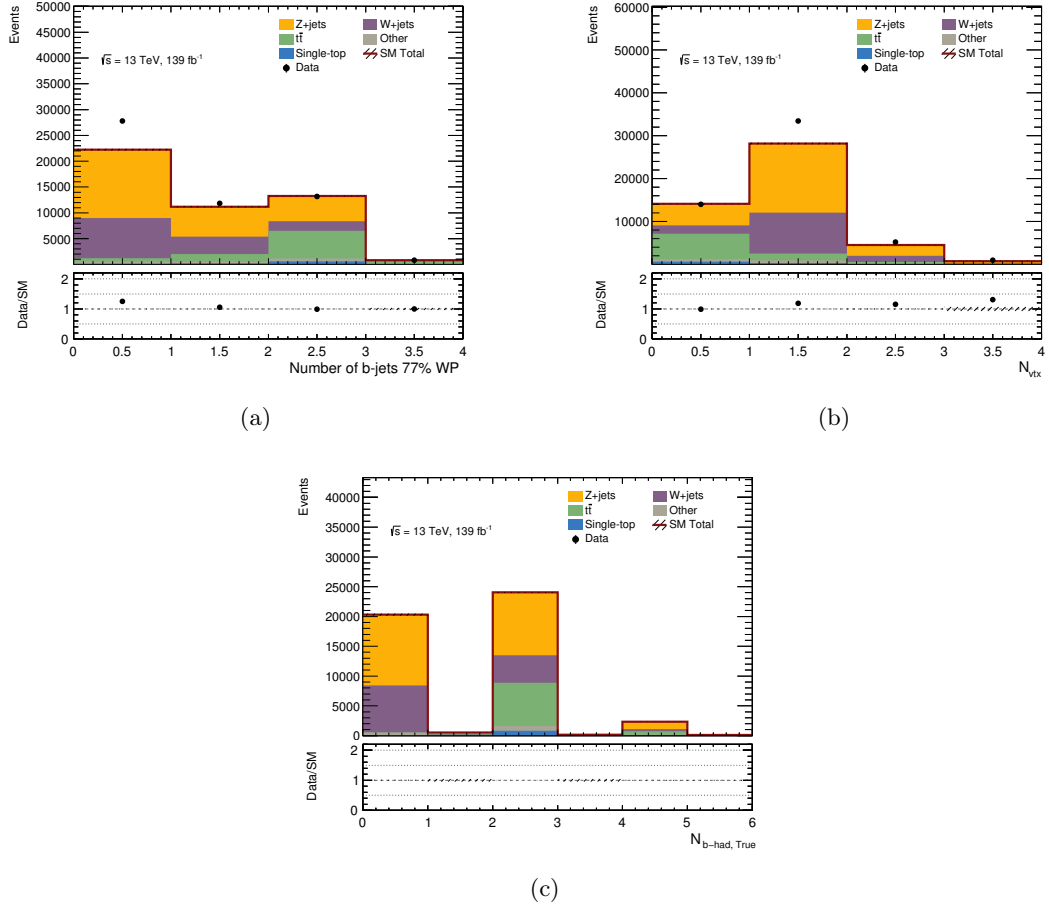 Events
50000
45000
40000
35000
30000
25000
20000
15000
10000
5000
√s = 13 TeV, 139 fb⁻¹
Z+jets W+jets
tt̄ Other
Single-top SM Total
Data
Data/SM
2
1
0
0 0.5 1 1.5 2 2.5 3 3.5 4
Number of b-jets 77% WP
(a)
Events
60000
50000
40000
30000
20000
10000
√s = 13 TeV, 139 fb⁻¹
Z+jets W+jets
tt̄ Other
Single-top SM Total
Data
Data/SM
2
1
0
0 0.5 1 1.5 2 2.5 3 3.5 4
N_vtx
(b)
Events
40000
35000
30000
25000
20000
15000
10000
5000
0
√s = 13 TeV, 139 fb⁻¹
Z+jets W+jets
tt̄ Other
Single-top SM Total
Data
Data/SM
2
1
0
0 1 2 3 4 5 6
N_b-had, True
(c)